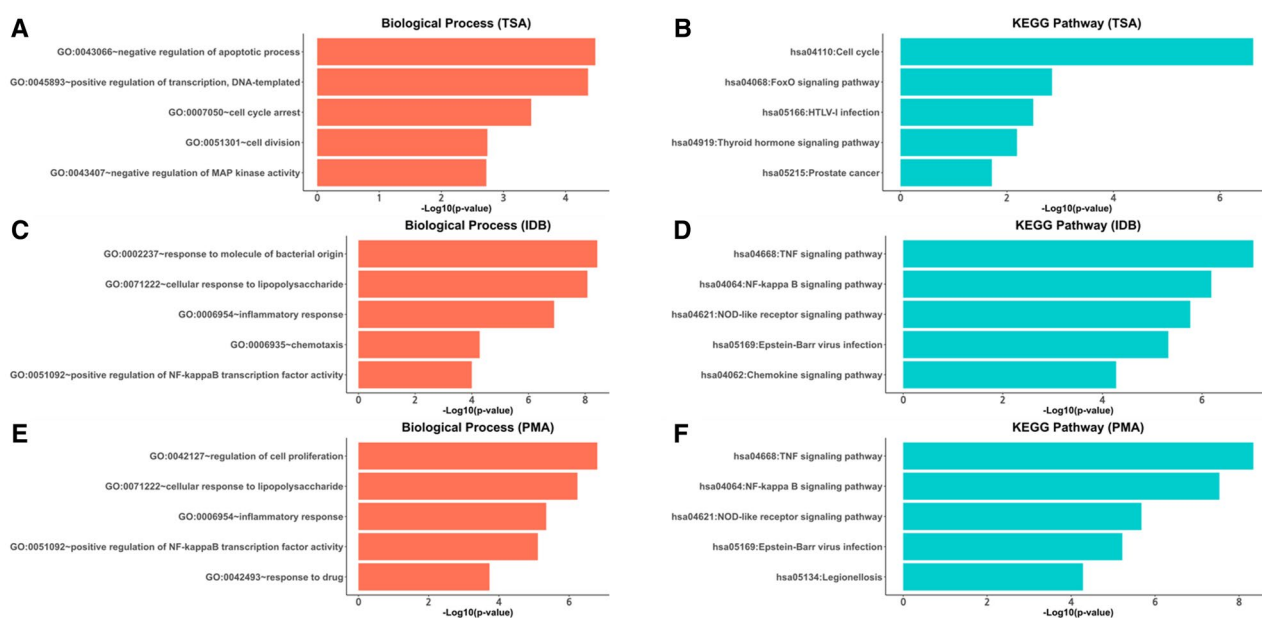 A
Biological Process (TSA)
GO:0043066~negative regulation of apoptotic process
GO:0045893~positive regulation of transcription, DNA-templated
GO:0007050~cell cycle arrest
GO:0051301~cell division
GO:0043407~negative regulation of MAP kinase activity
0 1 2 3 4
-Log10(p-value)
B
KEGG Pathway (TSA)
hsa04110:Cell cycle
hsa04068:FoxO signaling pathway
hsa05166:HTLV-I infection
hsa04919:Thyroid hormone signaling pathway
hsa05215:Prostate cancer
0 2 4 6
-Log10(p-value)
C
Biological Process (IDB)
GO:0002237~response to molecule of bacterial origin
GO:0071222~cellular response to lipopolysaccharide
GO:0006954~inflammatory response
GO:0006935~chemotaxis
GO:0051092~positive regulation of NF-kappaB transcription factor activity
0 2 4 6 8
-Log10(p-value)
D
KEGG Pathway (IDB)
hsa04668:TNF signaling pathway
hsa04064:NF-kappa B signaling pathway
hsa04621:NOD-like receptor signaling pathway
hsa05169:Epstein-Barr virus infection
hsa04062:Chemokine signaling pathway
0 2 4 6
-Log10(p-value)
E
Biological Process (PMA)
GO:0042127~regulation of cell proliferation
GO:0071222~cellular response to lipopolysaccharide
GO:0006954~inflammatory response
GO:0051092~positive regulation of NF-kappaB transcription factor activity
GO:0042493~response to drug
0 2 4 6
-Log10(p-value)
F
KEGG Pathway (PMA)
hsa04668:TNF signaling pathway
hsa04064:NF-kappa B signaling pathway
hsa04621:NOD-like receptor signaling pathway
hsa05169:Epstein-Barr virus infection
hsa05134:Legionellosis
0 2 4 6 8
-Log10(p-value)